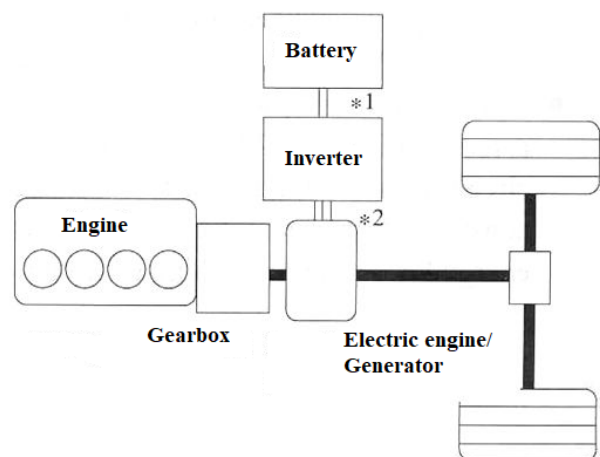 Battery
*1
Inverter
*2
Engine
Gearbox
Electric engine/
Generator